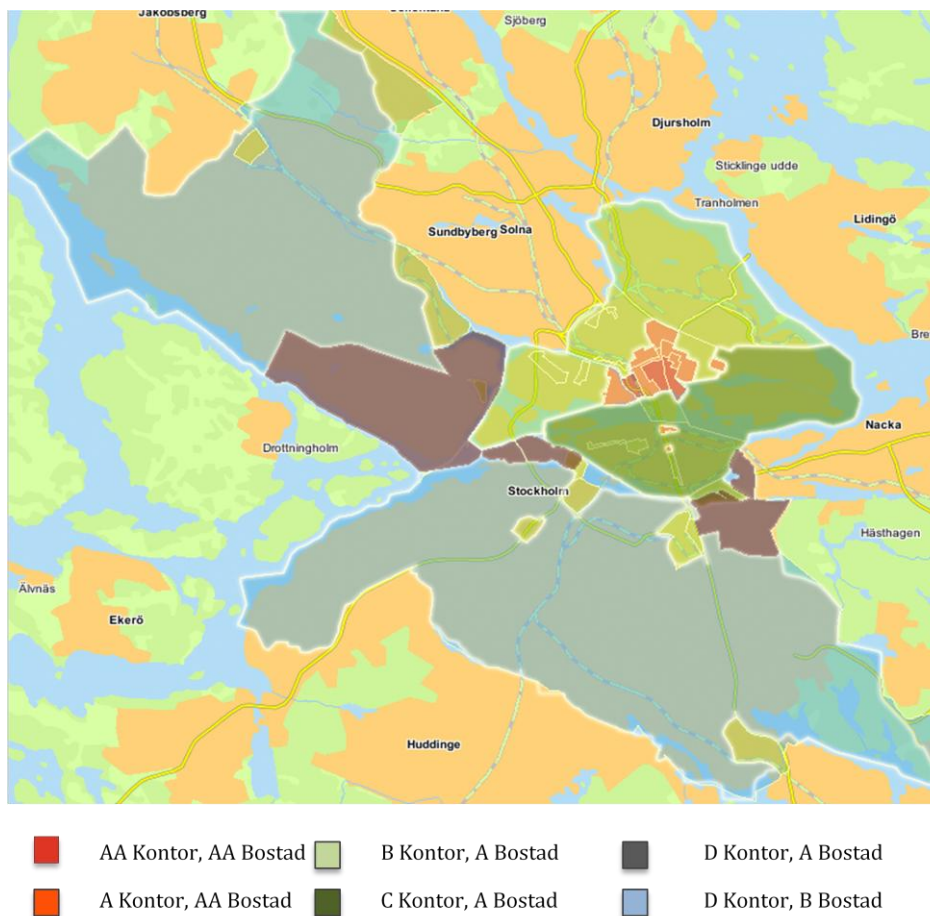 Jakobsberg
Sjöberg
Djursholm
Sticklinge udde
Tranholmen
Lidingö
Sundbyberg Solna
Bre
Nacka
Drottningholm
Stockholm
Hästhagen
Älvnäs
Ekerö
Huddinge
AA Kontor, AA Bostad
B Kontor, A Bostad
D Kontor, A Bostad
A Kontor, AA Bostad
C Kontor, A Bostad
D Kontor, B Bostad